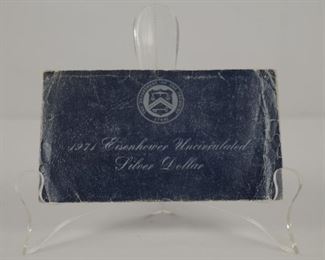 1971 Eisenhower Uncirculated
Silver Dollar